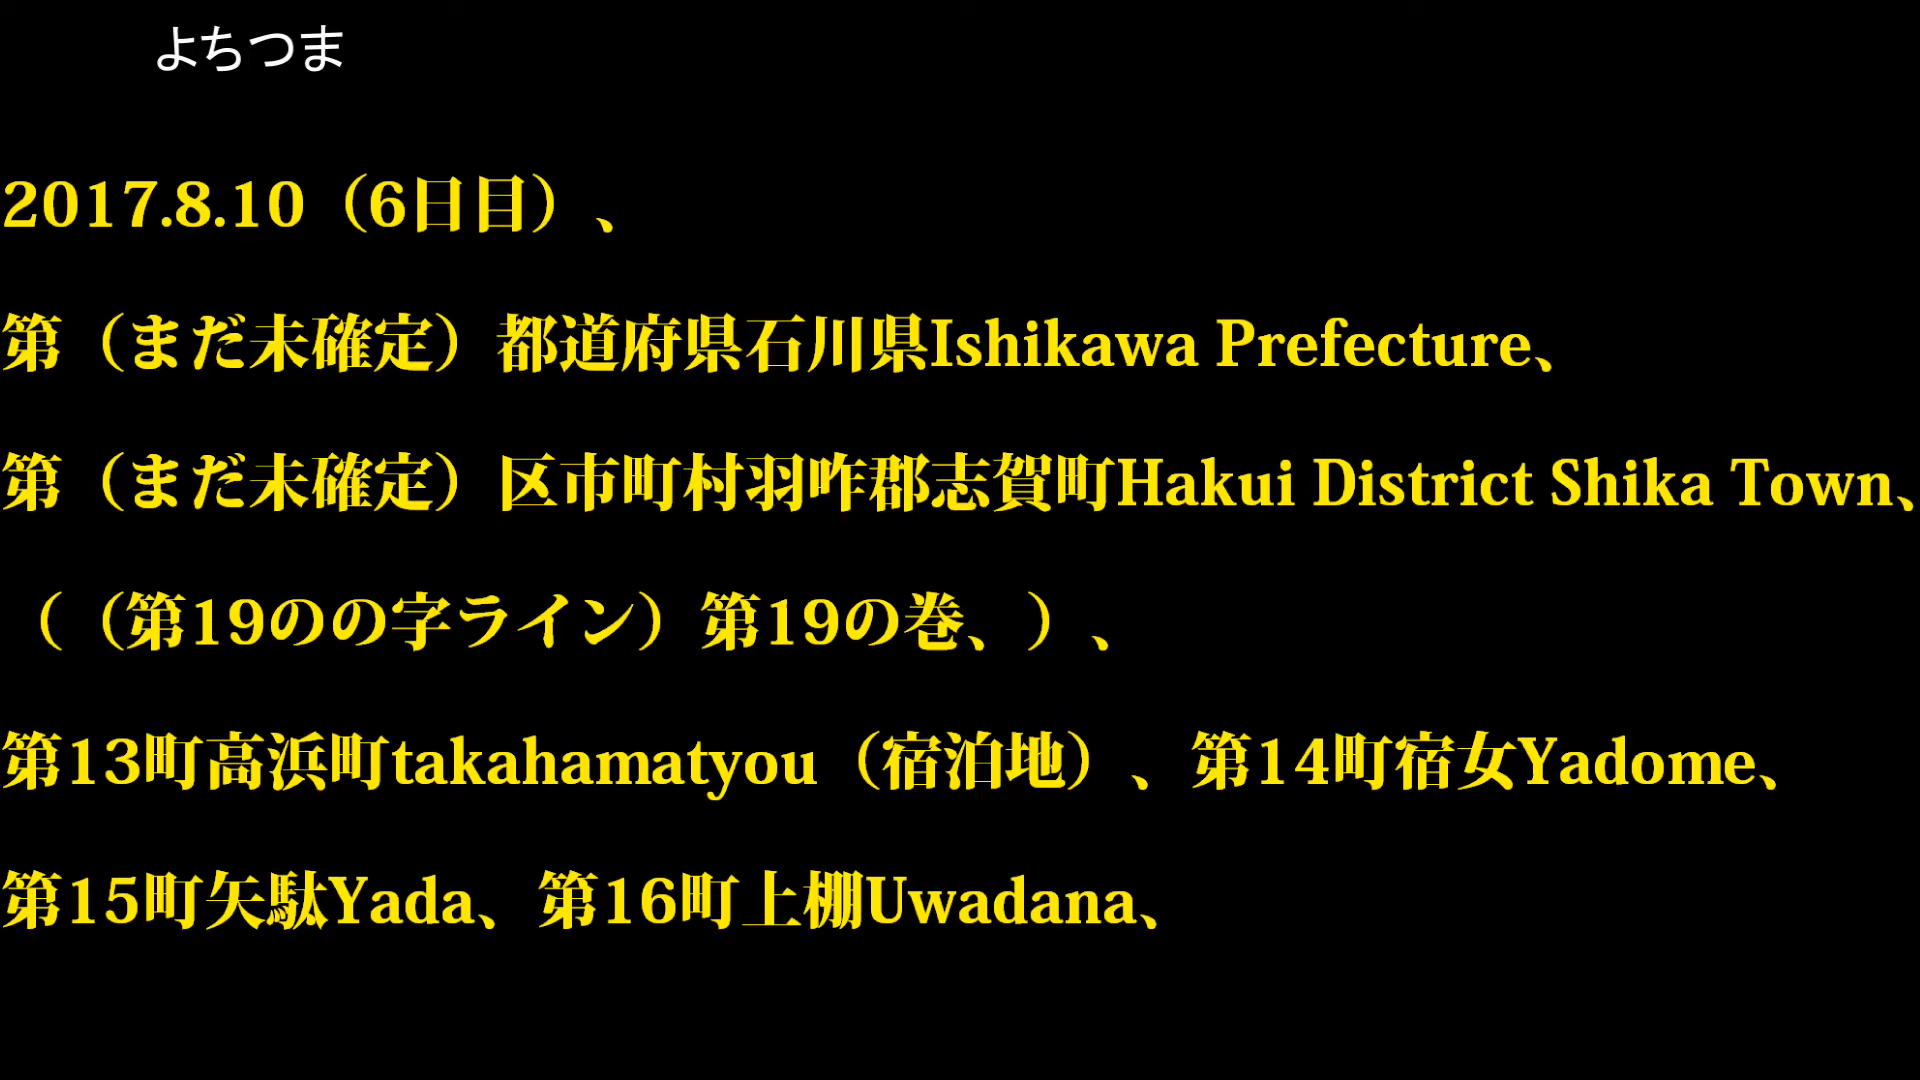 よちつま
2017.8.10（6日目）、
第（まだ未確定）都道府県石川県Ishikawa Prefecture、
第（まだ未確定）区市町村羽咋郡志賀町Hakui District Shika Town、
（（第19のの字ライン）第19の巻、）、
第13町高浜町takahamatyou（宿泊地）、第14町宿女Yadome、
第15町矢駄Yada、第16町上棚Uwadana、